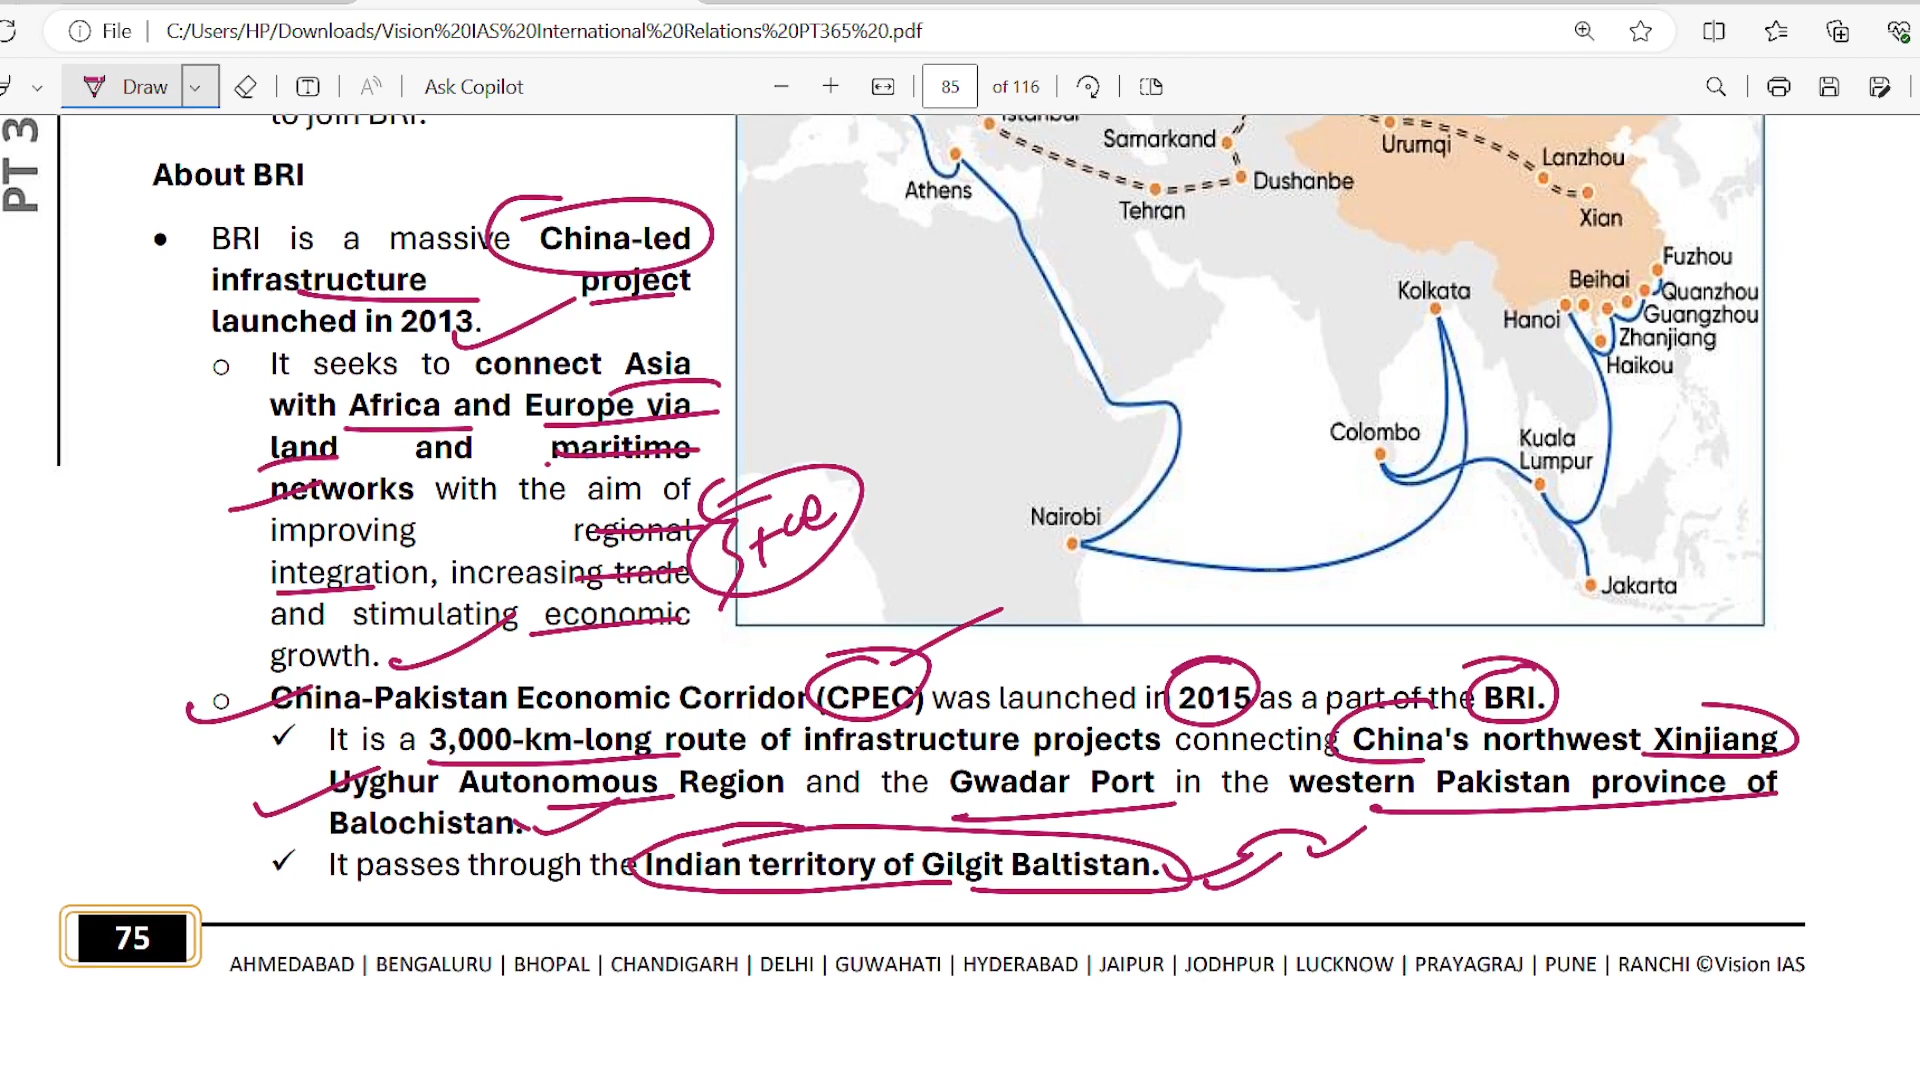 File
C:/Users/HP/Downloads/Vision%20IAS%20International%20Relations%20PT365%20.pdf
Draw
Ask Copilot
85
of 116
PT 3
to join BRI.
About BRI
• BRI is a massive China-led
infrastructure project
launched in 2013.
o It seeks to connect Asia
with Africa and Europe via
land and maritime
networks with the aim of
improving regional
integration, increasing trade
and stimulating economic
growth.
+ve
Istanbul
Samarkand
Urumqi
Lanzhou
Athens
Dushanbe
Tehran
Xian
Fuzhou
Beihai
Kolkata
Quanzhou
Hanoi
Guangzhou
Zhanjiang
Haikou
Colombo
Kuala
Lumpur
Nairobi
Jakarta
o China-Pakistan Economic Corridor (CPEC) was launched in 2015 as a part of the BRI.
✓ It is a 3,000-km-long route of infrastructure projects connecting China's northwest Xinjiang
Uyghur Autonomous Region and the Gwadar Port in the western Pakistan province of
Balochistan.
✓ It passes through the Indian territory of Gilgit Baltistan.
75
AHMEDABAD | BENGALURU | BHOPAL | CHANDIGARH | DELHI | GUWAHATI | HYDERABAD | JAIPUR | JODHPUR | LUCKNOW | PRAYAGRAJ | PUNE | RANCHI ©Vision IAS